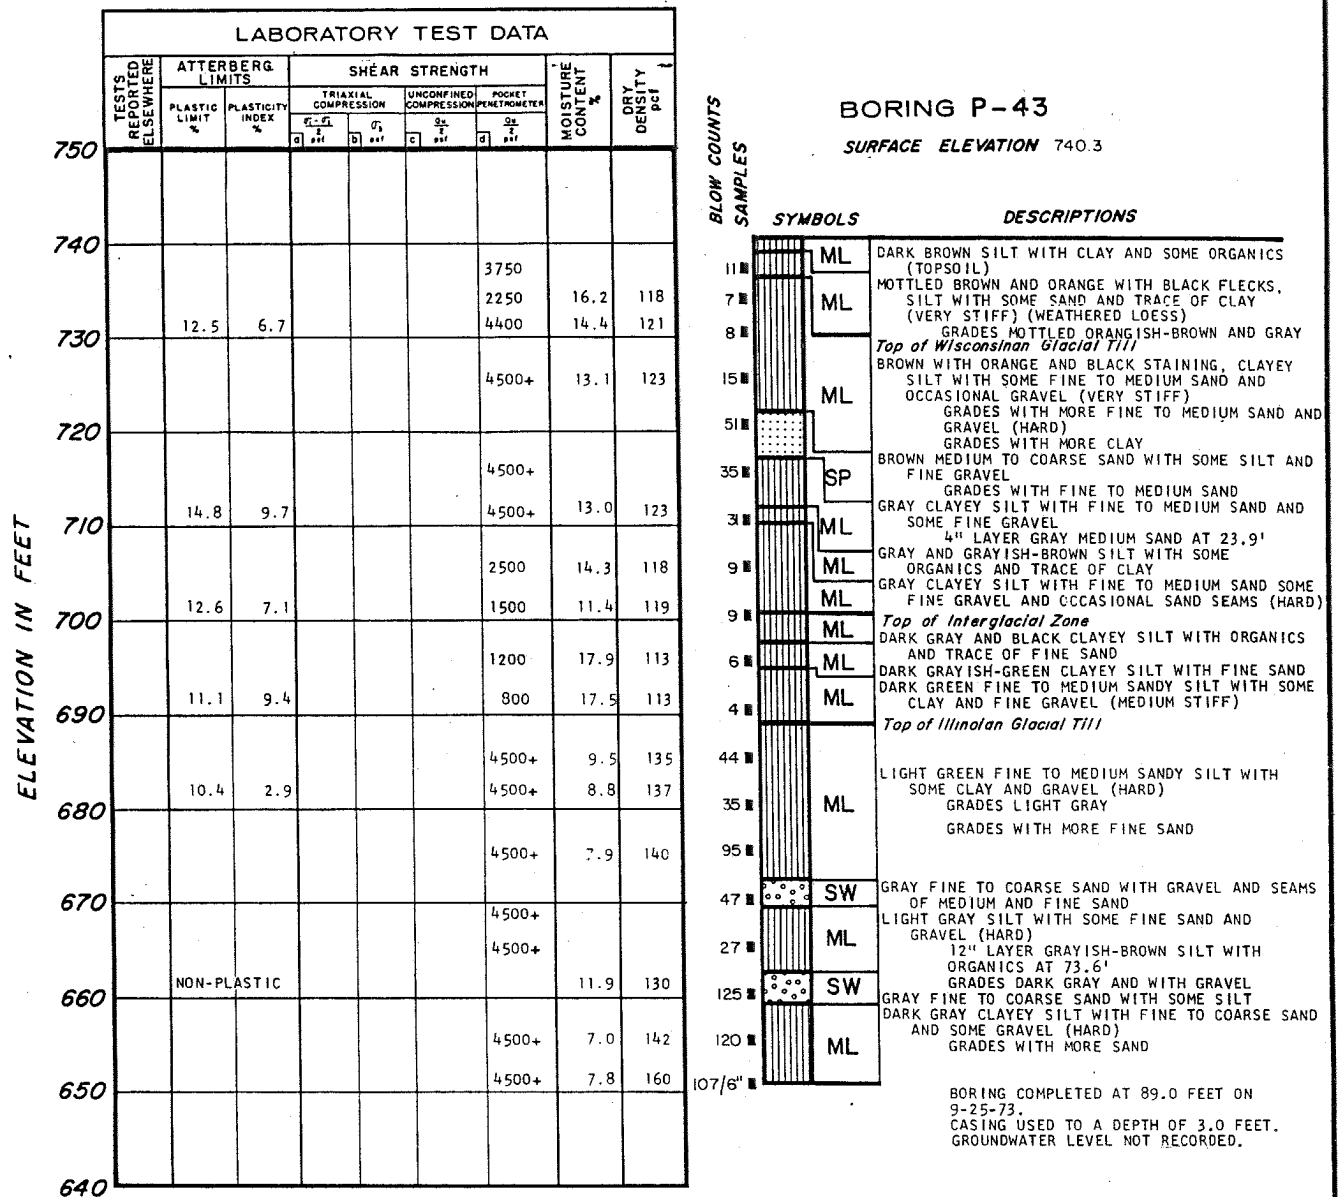 LABORATORY TEST DATA
TESTS REPORTED ELSEWHERE
ATTERBERG LIMITS
PLASTIC LIMIT %
PLASTICITY INDEX %
SHEAR STRENGTH
TRIAXIAL COMPRESSION
UNCONFINED COMPRESSION
POCKET PENETROMETER
a psf
b psf
c psf
d psf
MOISTURE CONTENT %
DRY DENSITY pcf
ELEVATION IN FEET
750
740
3750
2250 16.2 118
12.5 6.7 4400 14.4 121
730
4500+ 13.1 123
720
4500+
14.8 9.7 4500+ 13.0 123
710
2500 14.3 118
12.6 7.1 1500 11.4 119
700
1200 17.9 113
11.1 9.4 800 17.5 113
690
4500+ 9.5 135
10.4 2.9 4500+ 8.8 137
680
4500+ 7.9 140
670
4500+
4500+
NON-PLASTIC 11.9 130
660
4500+ 7.0 142
4500+ 7.8 160
650
640
BORING P-43
SURFACE ELEVATION 740.3
BLOW COUNTS
SAMPLES
SYMBOLS
DESCRIPTIONS
11
7
8
15
51
35
31
9
9
6
4
44
35
95
47
27
125
120
107/6"
ML
DARK BROWN SILT WITH CLAY AND SOME ORGANICS
(TOPSOIL)
ML
MOTTLED BROWN AND ORANGE WITH BLACK FLECKS,
SILT WITH SOME SAND AND TRACE OF CLAY
(VERY STIFF) (WEATHERED LOESS)
GRADES MOTTLED ORANGISH-BROWN AND GRAY
Top of Wisconsinan Glacial Till
ML
BROWN WITH ORANGE AND BLACK STAINING, CLAYEY
SILT WITH SOME FINE TO MEDIUM SAND AND
OCCASIONAL GRAVEL (VERY STIFF)
GRADES WITH MORE FINE TO MEDIUM SAND AND
GRAVEL (HARD)
GRADES WITH MORE CLAY
SP
BROWN MEDIUM TO COARSE SAND WITH SOME SILT AND
FINE GRAVEL
GRADES WITH FINE TO MEDIUM SAND
ML
GRAY CLAYEY SILT WITH FINE TO MEDIUM SAND AND
SOME FINE GRAVEL
4" LAYER GRAY MEDIUM SAND AT 23.9'
ML
GRAY AND GRAYISH-BROWN SILT WITH SOME
ORGANICS AND TRACE OF CLAY
ML
GRAY CLAYEY SILT WITH FINE TO MEDIUM SAND SOME
FINE GRAVEL AND OCCASIONAL SAND SEAMS (HARD)
Top of Interglacial Zone
ML
DARK GRAY AND BLACK CLAYEY SILT WITH ORGANICS
AND TRACE OF FINE SAND
ML
DARK GRAYISH-GREEN CLAYEY SILT WITH FINE SAND
ML
DARK GREEN FINE TO MEDIUM SANDY SILT WITH SOME
CLAY AND FINE GRAVEL (MEDIUM STIFF)
Top of Illinoian Glacial Till
ML
LIGHT GREEN FINE TO MEDIUM SANDY SILT WITH
SOME CLAY AND GRAVEL (HARD)
GRADES LIGHT GRAY
GRADES WITH MORE FINE SAND
SW
GRAY FINE TO COARSE SAND WITH GRAVEL AND SEAMS
OF MEDIUM AND FINE SAND
ML
LIGHT GRAY SILT WITH SOME FINE SAND AND
GRAVEL (HARD)
12" LAYER GRAYISH-BROWN SILT WITH
ORGANICS AT 73.6'
GRADES DARK GRAY AND WITH GRAVEL
SW
GRAY FINE TO COARSE SAND WITH SOME SILT
ML
DARK GRAY CLAYEY SILT WITH FINE TO COARSE SAND
AND SOME GRAVEL (HARD)
GRADES WITH MORE SAND
BORING COMPLETED AT 89.0 FEET ON
9-25-73.
CASING USED TO A DEPTH OF 3.0 FEET.
GROUNDWATER LEVEL NOT RECORDED.